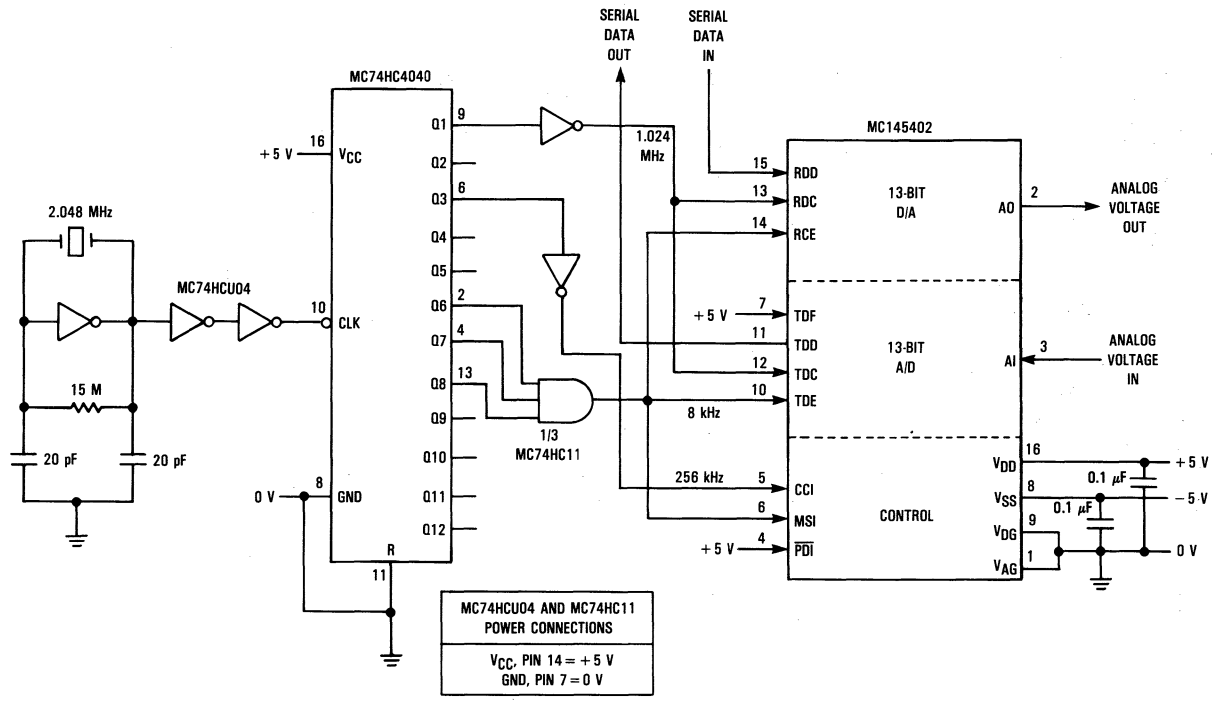 SERIAL
DATA
OUT
SERIAL
DATA
IN
MC74HC4040
MC145402
+5 V
16
VCC
Q1
9
Q2
Q3
6
Q4
Q5
Q6
2
Q7
4
Q8
13
Q9
Q10
Q11
Q12
1.024
MHz
2.048 MHz
MC74HCU04
10
CLK
15 M
20 pF
20 pF
0 V
8
GND
R
11
1/3
MC74HC11
8 kHz
256 kHz
15
RDD
13
RDC
14
RCE
13-BIT
D/A
AO
2
ANALOG
VOLTAGE
OUT
+5 V
7
TDF
11
TDD
12
TDC
10
TDE
13-BIT
A/D
AI
3
ANALOG
VOLTAGE
IN
5
CCI
6
MSI
+5 V
4
PDI
CONTROL
VDD
16
+5 V
0.1 µF
VSS
8
−5 V
0.1 µF
VDG
9
0 V
VAG
1
MC74HCU04 AND MC74HC11
POWER CONNECTIONS
VCC, PIN 14 = +5 V
GND, PIN 7 = 0 V